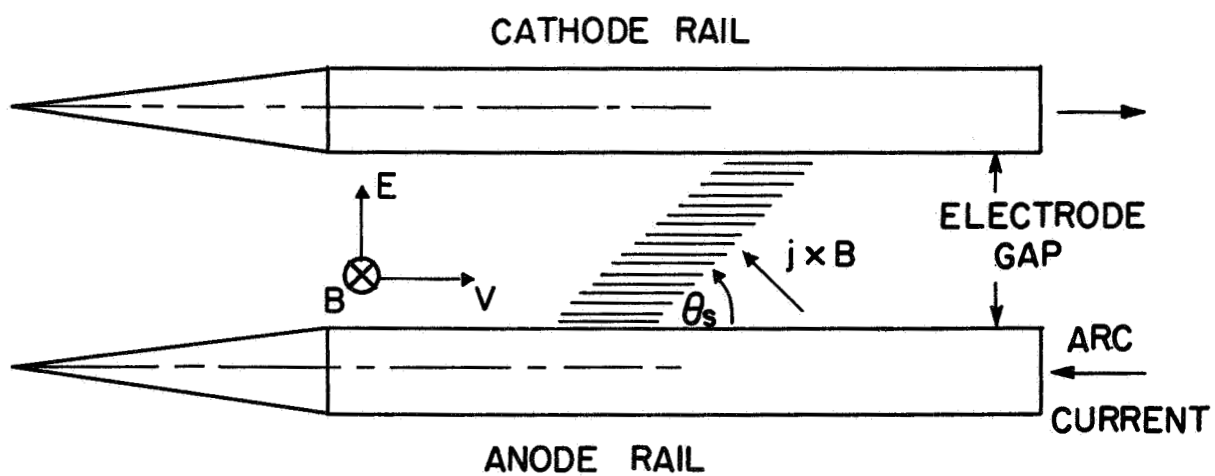 CATHODE RAIL
E
B
V
θs
j × B
ELECTRODE
GAP
ARC
CURRENT
ANODE RAIL